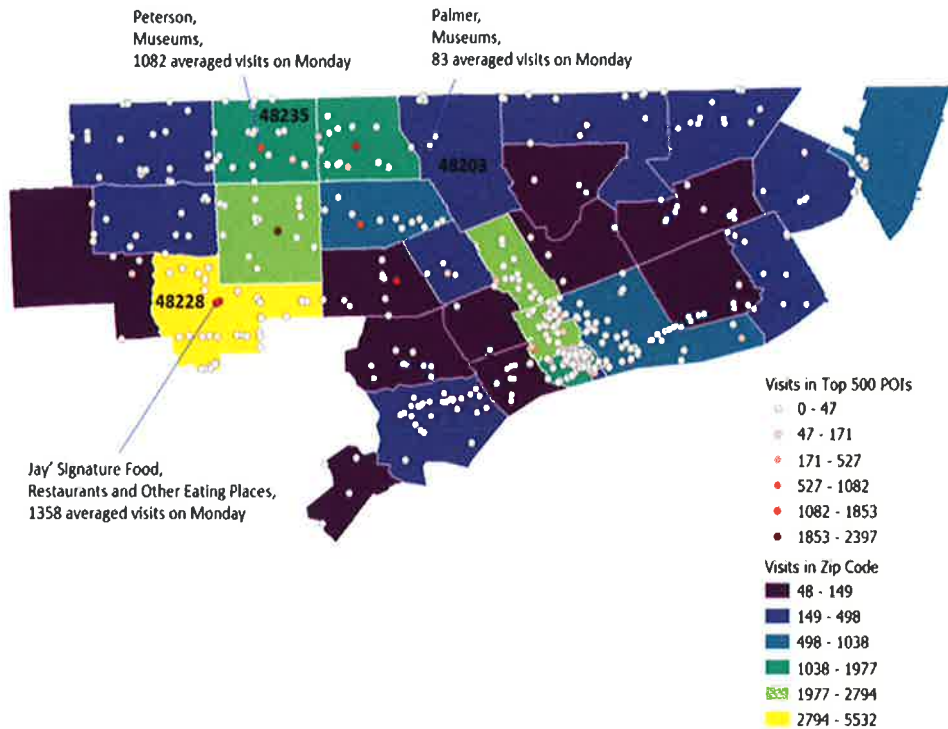 Peterson,
Museums,
1082 averaged visits on Monday
Palmer,
Museums,
83 averaged visits on Monday
48235
48203
48228
Jay' Signature Food,
Restaurants and Other Eating Places,
1358 averaged visits on Monday
Visits in Top 500 POIs
0 - 47
47 - 171
171 - 527
527 - 1082
1082 - 1853
1853 - 2397
Visits in Zip Code
48 - 149
149 - 498
498 - 1038
1038 - 1977
1977 - 2794
2794 - 5532